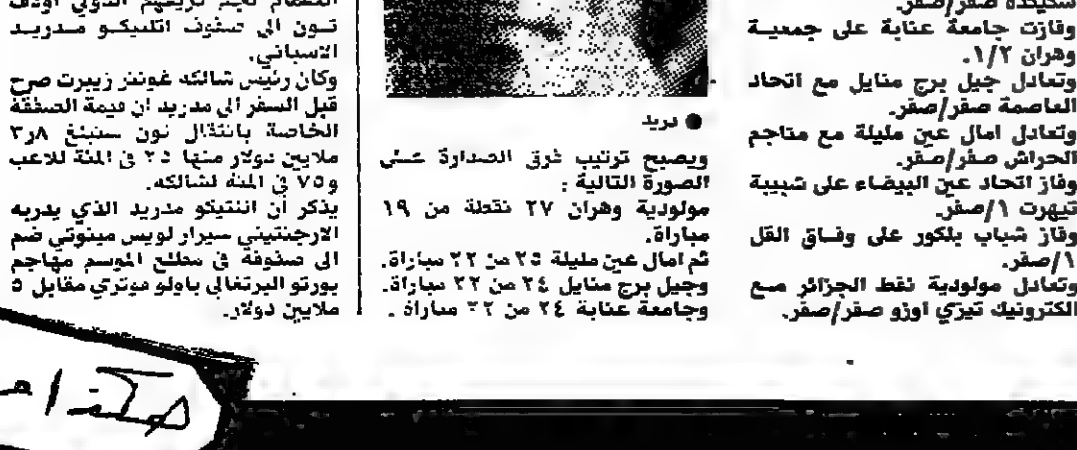 سكيكدة صفر/صفر.
وفازت جامعة عنابة على جمعية
وهران ١/٢.
وتعادل جيل برج منايل مع اتحاد
العاصمة صفر/صفر.
وتعادل امال عين مليلة مع مناجم
الحراش صفر/صفر.
وفاز اتحاد عين البيضاء على شبيبة
تيهرت ١/صفر.
وفاز شباب بلكور على وفاق القل
١/صفر.
وتعادل مولودية نفط الجزائر مع
الكترونيك تيزي اوزو صفر/صفر.
● دريد
ويصبح ترتيب فرق الصدارة على
الصورة التالية :
مولودية وهران ٢٧ نقطة من ١٩
مباراة.
ثم امال عين مليلة ٢٥ من ٢٢ مباراة.
وجيل برج منايل ٢٤ من ٢٢ مباراة.
وجامعة عنابة ٢٤ من ٢٢ مباراة .
الدولي اولاف
تون الى صفوف اتلتيكو مدريد
الاسباني.
وكان رئيس شالكه غونتر زيبرت صرح
قبل السفر الى مدريد ان قيمة الصفقة
الخاصة بانتقال تون ستبلغ ٨ر٣
ملايين دولار منها ٢٥ في المئة للاعب
و٧٥ في المئة لشالكه.
يذكر أن اتلتيكو مدريد الذي يدربه
الارجنتيني سيزار لويس مينوتي ضم
الى صفوفه في مطلع الموسم مهاجم
بورتو البرتغالي باولو فوتري مقابل ٥
ملايين دولار.